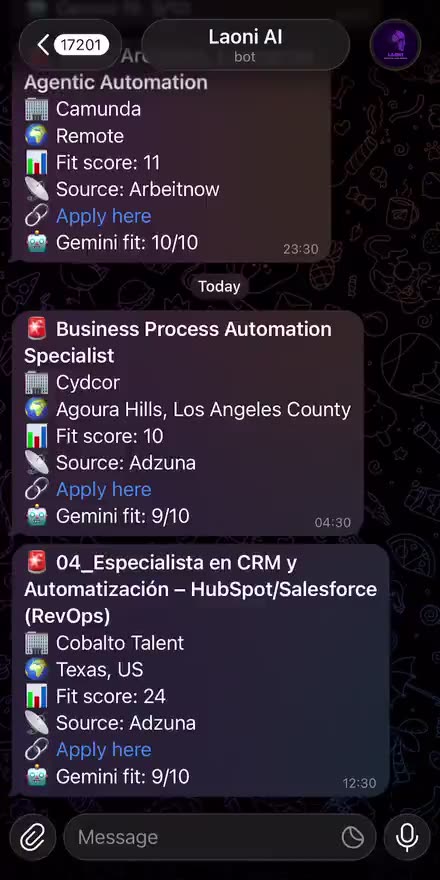 17201
Laoni AI
bot
Agentic Automation
🏢 Camunda
🌍 Remote
📊 Fit score: 11
📡 Source: Arbeitnow
🔗 Apply here
🤖 Gemini fit: 10/10
23:30
Today
🚨 Business Process Automation
Specialist
🏢 Cydcor
🌍 Agoura Hills, Los Angeles County
📊 Fit score: 10
📡 Source: Adzuna
🔗 Apply here
🤖 Gemini fit: 9/10
04:30
🚨 04_Especialista en CRM y
Automatización – HubSpot/Salesforce
(RevOps)
🏢 Cobalto Talent
🌍 Texas, US
📊 Fit score: 24
📡 Source: Adzuna
🔗 Apply here
🤖 Gemini fit: 9/10
12:30
Message